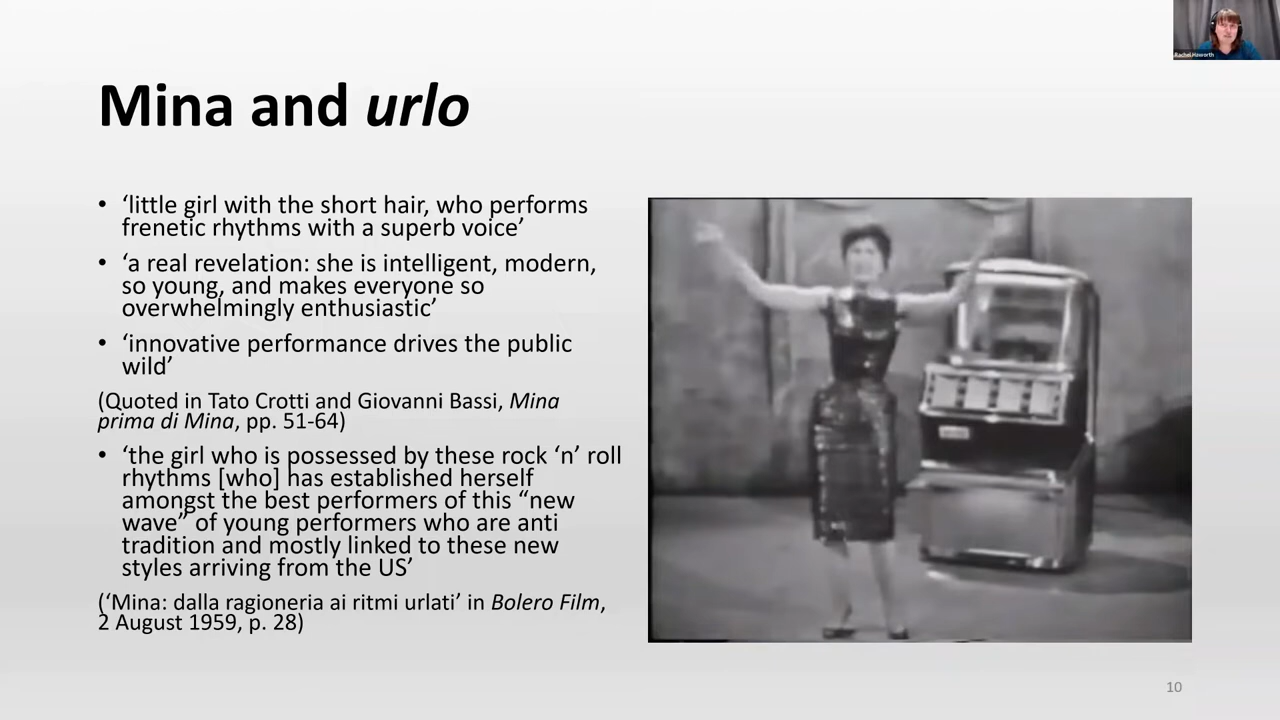 Rachel Haworth
Mina and urlo
• ‘little girl with the short hair, who performs
frenetic rhythms with a superb voice’
• ‘a real revelation: she is intelligent, modern,
so young, and makes everyone so
overwhelmingly enthusiastic’
• ‘innovative performance drives the public
wild’
(Quoted in Tato Crotti and Giovanni Bassi, Mina
prima di Mina, pp. 51-64)
• ‘the girl who is possessed by these rock ‘n’ roll
rhythms [who] has established herself
amongst the best performers of this “new
wave” of young performers who are anti
tradition and mostly linked to these new
styles arriving from the US’
(‘Mina: dalla ragioneria ai ritmi urlati’ in Bolero Film,
2 August 1959, p. 28)
10